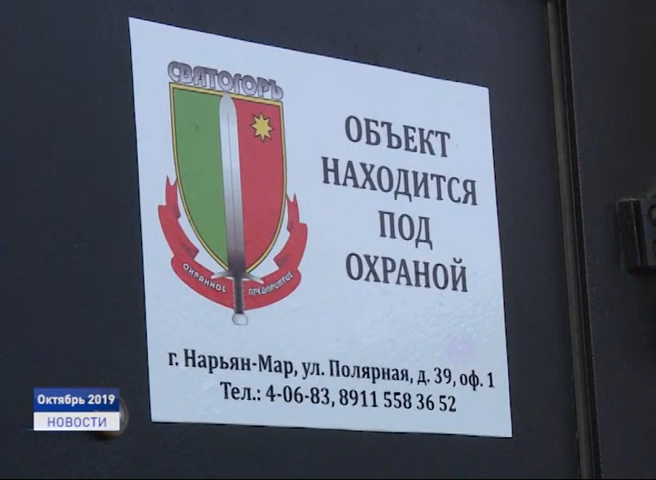 СВЯТОГОРЪ
ОХРАННОЕ ПРЕДПРИЯТИЕ
ОБЪЕКТ
НАХОДИТСЯ
ПОД
ОХРАНОЙ
г. Нарьян-Мар, ул. Полярная, д. 39, оф. 1
Тел.: 4-06-83, 8911 558 36 52
Октябрь 2019
НОВОСТИ